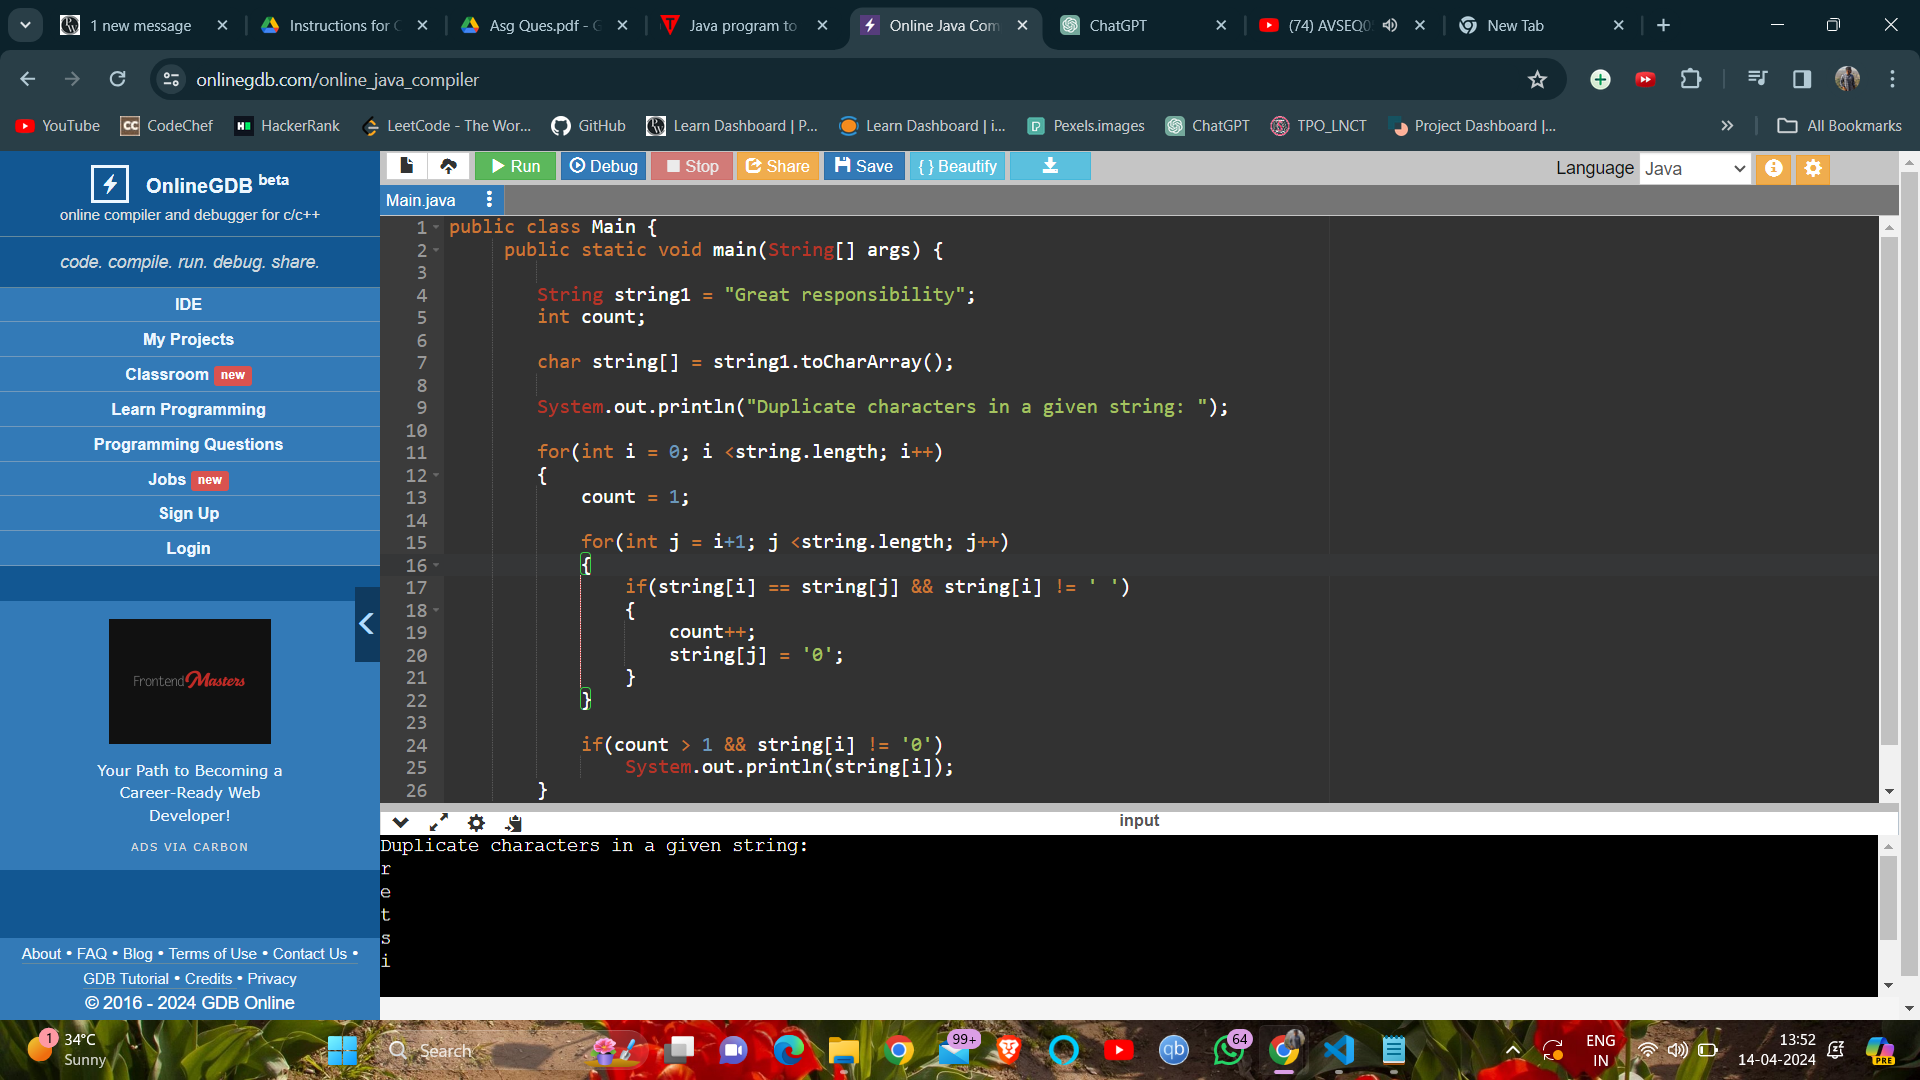 1 new message
Instructions for C
Asg Ques.pdf - G
Java program to
Online Java Com
ChatGPT
(74) AVSEQ0
New Tab
onlinegdb.com/online_java_compiler
YouTube
CodeChef
HackerRank
LeetCode - The Wor...
GitHub
Learn Dashboard | P...
Learn Dashboard | i...
Pexels.images
ChatGPT
TPO_LNCT
Project Dashboard |...
All Bookmarks
OnlineGDB beta
online compiler and debugger for c/c++
code. compile. run. debug. share.
IDE
My Projects
Classroom new
Learn Programming
Programming Questions
Jobs new
Sign Up
Login
Frontend Masters
Your Path to Becoming a
Career-Ready Web
Developer!
ADS VIA CARBON
About • FAQ • Blog • Terms of Use • Contact Us •
GDB Tutorial • Credits • Privacy
© 2016 - 2024 GDB Online
Run Debug Stop Share Save { } Beautify
Language Java
Main.java
1 public class Main {
2 public static void main(String[] args) {
3
4 String string1 = "Great responsibility";
5 int count;
6
7 char string[] = string1.toCharArray();
8
9 System.out.println("Duplicate characters in a given string: ");
10
11 for(int i = 0; i <string.length; i++)
12 {
13 count = 1;
14
15 for(int j = i+1; j <string.length; j++)
16 {
17 if(string[i] == string[j] && string[i] != ' ')
18 {
19 count++;
20 string[j] = '0';
21 }
22 }
23
24 if(count > 1 && string[i] != '0')
25 System.out.println(string[i]);
26 }
input
Duplicate characters in a given string:
r
e
t
s
i
1
34°C
Sunny
Search
99+
qb
64
PRE
ENG
IN
13:52
14-04-2024